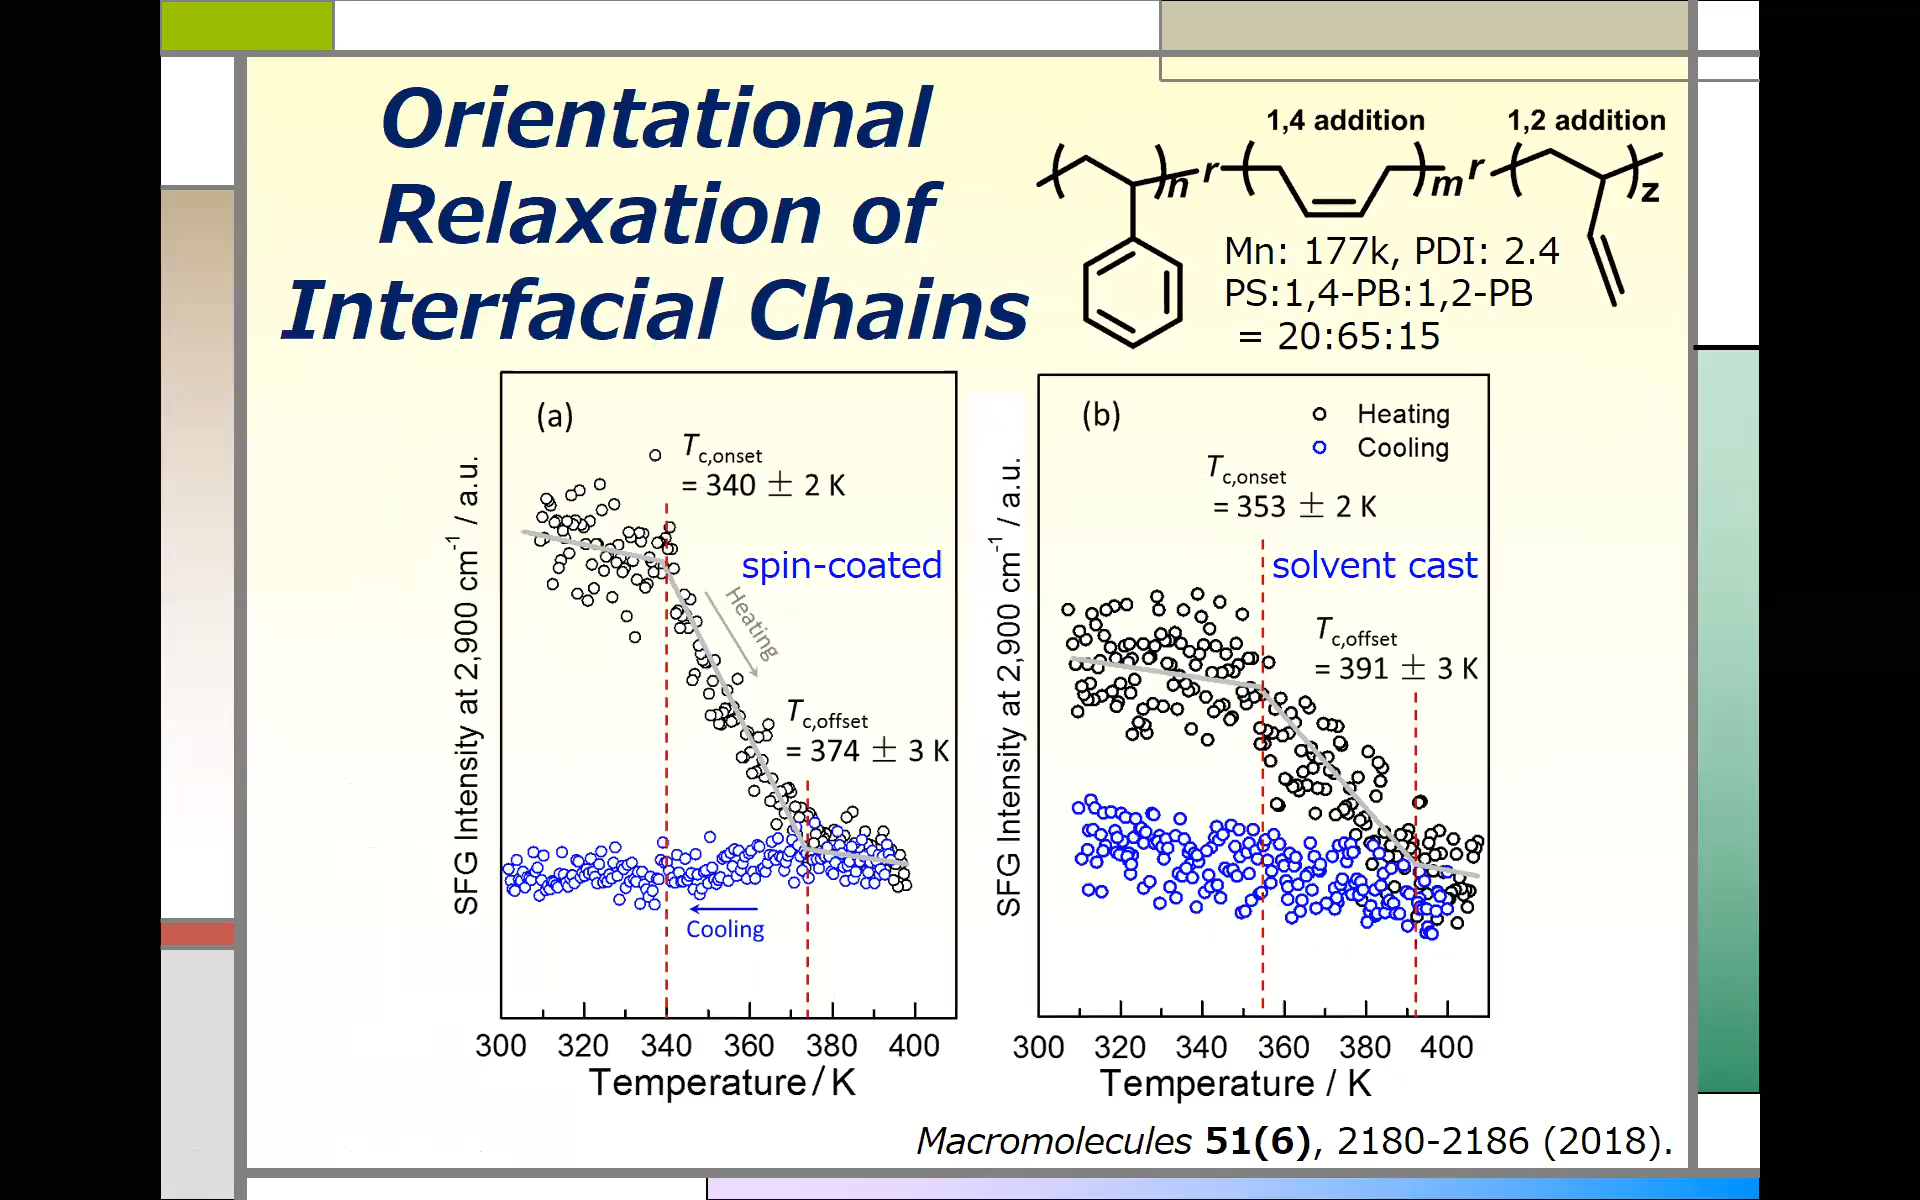 Orientational
Relaxation of
Interfacial Chains
1,4 addition
1,2 addition
n
r
m
r
z
Mn: 177k, PDI: 2.4
PS:1,4-PB:1,2-PB
= 20:65:15
(a)
Tc,onset
= 340 ± 2 K
spin-coated
Heating
Tc,offset
= 374 ± 3 K
Cooling
SFG Intensity at 2,900 cm-1 / a.u.
300 320 340 360 380 400
Temperature / K
(b)
Heating
Cooling
Tc,onset
= 353 ± 2 K
solvent cast
Tc,offset
= 391 ± 3 K
SFG Intensity at 2,900 cm-1 / a.u.
300 320 340 360 380 400
Temperature / K
Macromolecules 51(6), 2180-2186 (2018).